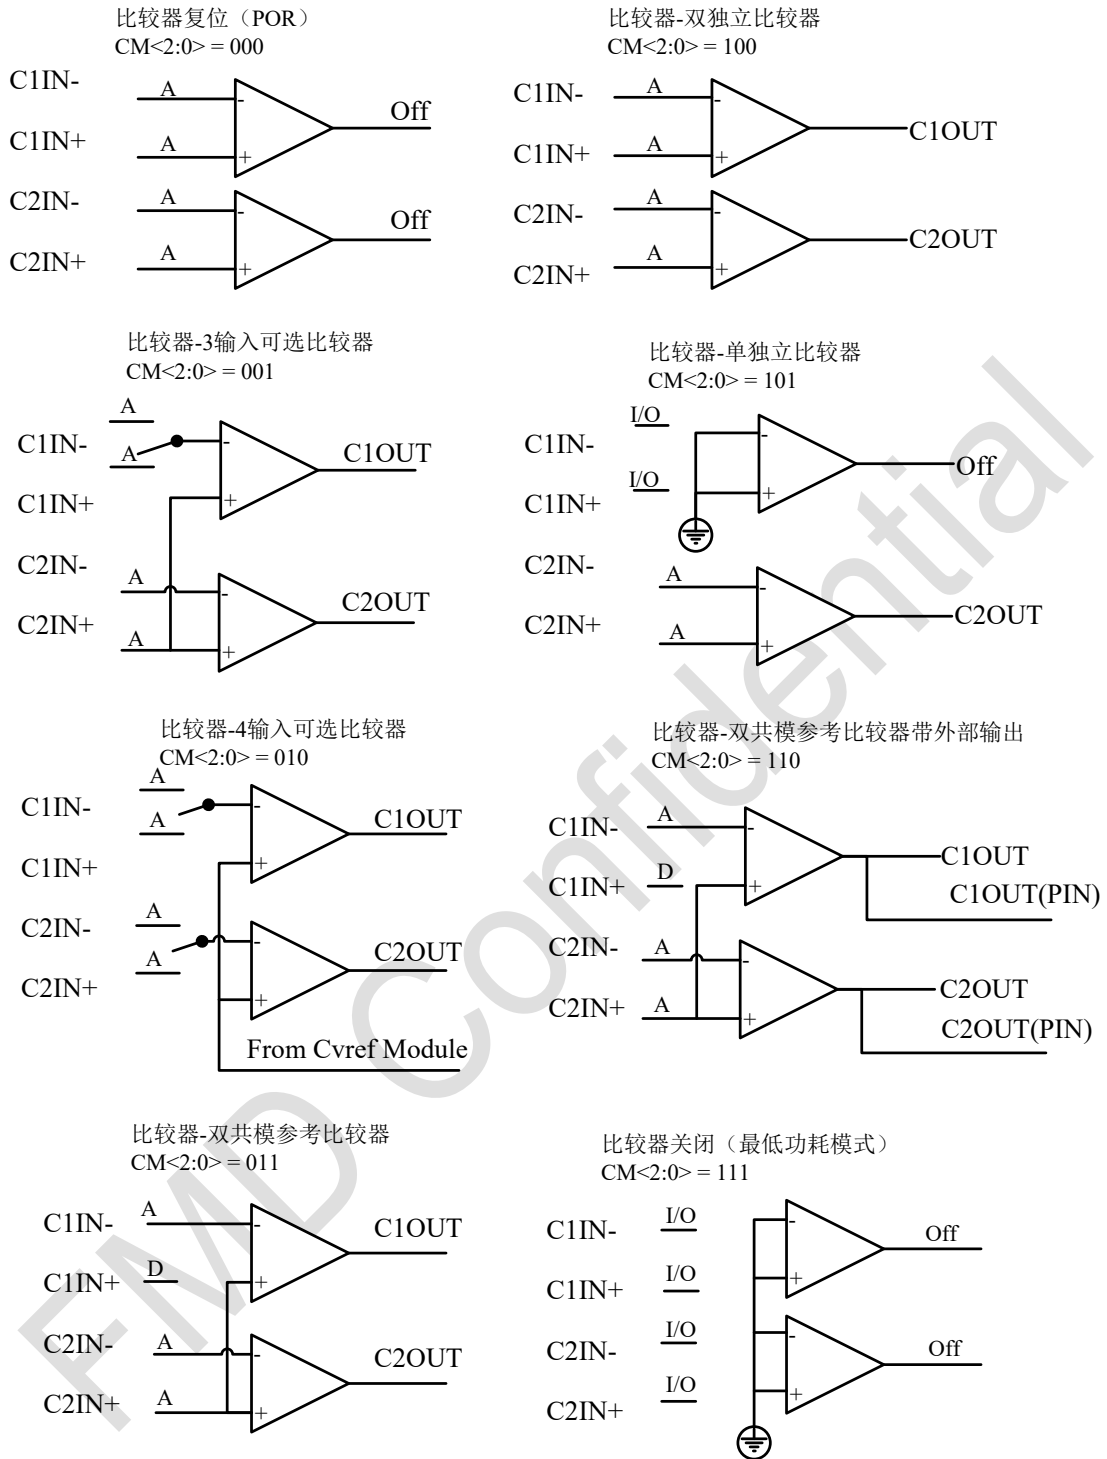 比较器复位（POR）
CM<2:0> = 000
C1IN-
A
-
Off
C1IN+
A
+
C2IN-
A
-
Off
C2IN+
A
+
比较器-双独立比较器
CM<2:0> = 100
C1IN-
A
-
C1OUT
C1IN+
A
+
C2IN-
A
-
C2OUT
C2IN+
A
+
比较器-3输入可选比较器
CM<2:0> = 001
A
C1IN-
A
-
C1OUT
C1IN+
+
C2IN-
A
-
C2OUT
C2IN+
A
+
比较器-单独立比较器
CM<2:0> = 101
I/O
C1IN-
-
Off
I/O
C1IN+
+
C2IN-
A
-
C2OUT
C2IN+
A
+
比较器-4输入可选比较器
CM<2:0> = 010
A
C1IN-
A
-
C1OUT
C1IN+
+
A
C2IN-
-
A
C2OUT
C2IN+
+
From Cvref Module
比较器-双共模参考比较器带外部输出
CM<2:0> = 110
C1IN-
A
-
C1OUT
C1IN+
D
+
C1OUT(PIN)
C2IN-
A
-
C2OUT
C2IN+
A
+
C2OUT(PIN)
比较器-双共模参考比较器
CM<2:0> = 011
C1IN-
A
-
C1OUT
C1IN+
D
+
C2IN-
A
-
C2OUT
C2IN+
A
+
比较器关闭（最低功耗模式）
CM<2:0> = 111
C1IN-
I/O
-
Off
C1IN+
I/O
+
C2IN-
I/O
-
Off
C2IN+
I/O
+
FMD Confidential